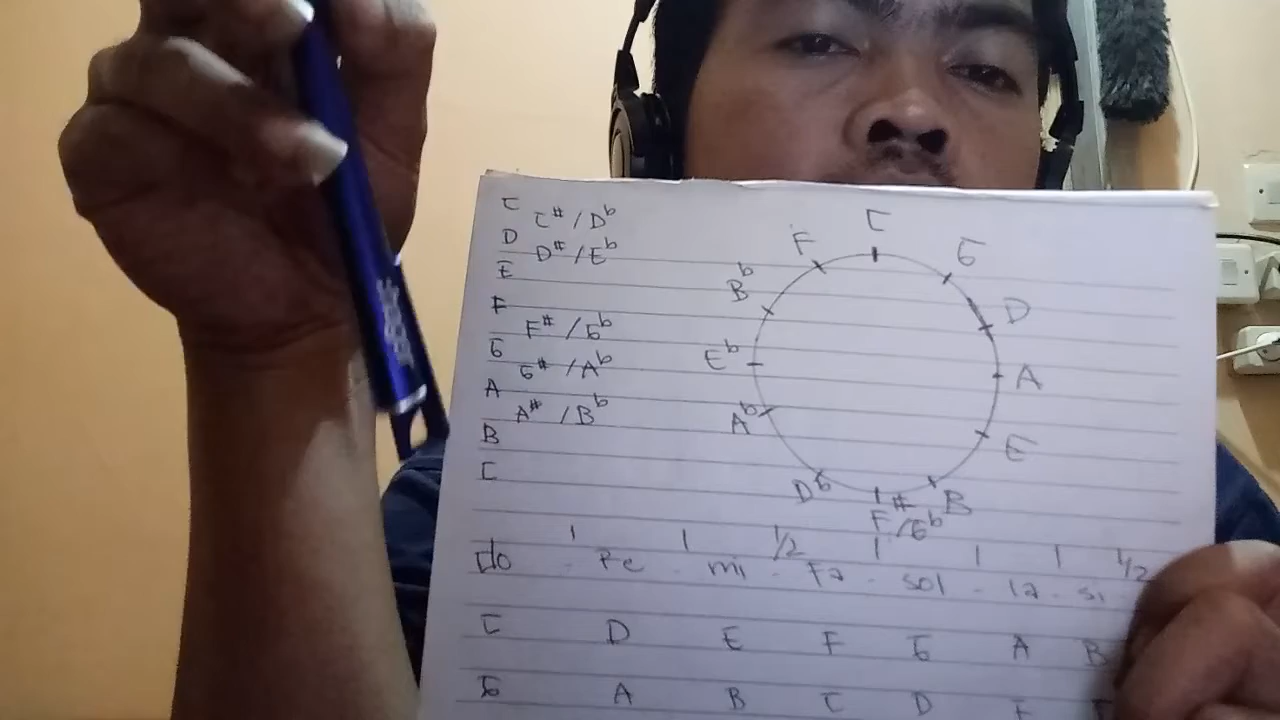 C
C# / Db
D
D# / Eb
E
F
F# / Gb
G
G# / Ab
A
A# / Bb
B
C
C
G
D
A
E
B
F# / Gb
Db
Ab
Eb
Bb
F
1 1 1/2 1 1 1 1/2
do - re - mi - fa - sol - la - si
C D E F G A B
G A B C D E